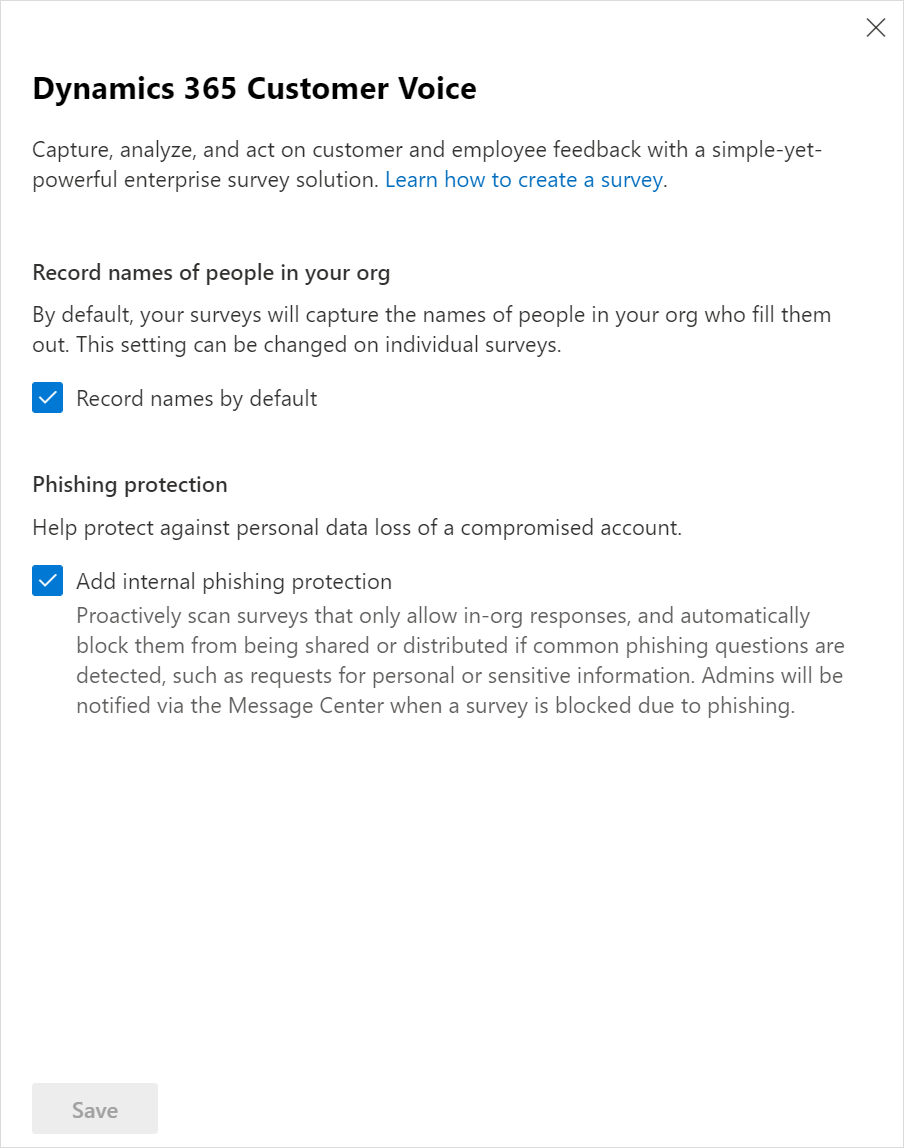 Dynamics 365 Customer Voice
Capture, analyze, and act on customer and employee feedback with a simple-yet-
powerful enterprise survey solution. Learn how to create a survey.
Record names of people in your org
By default, your surveys will capture the names of people in your org who fill them
out. This setting can be changed on individual surveys.
Record names by default
Phishing protection
Help protect against personal data loss of a compromised account.
Add internal phishing protection
Proactively scan surveys that only allow in-org responses, and automatically
block them from being shared or distributed if common phishing questions are
detected, such as requests for personal or sensitive information. Admins will be
notified via the Message Center when a survey is blocked due to phishing.
Save